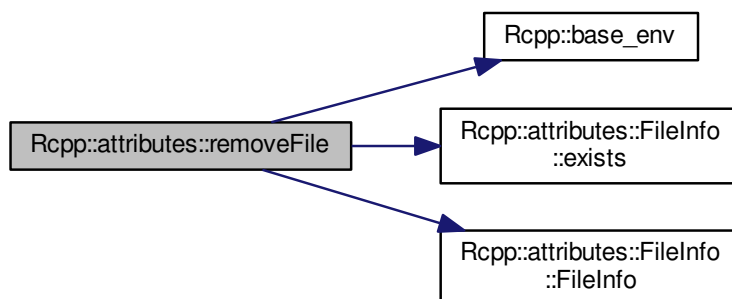 Rcpp::base_env
Rcpp::attributes::removeFile
Rcpp::attributes::FileInfo
::exists
Rcpp::attributes::FileInfo
::FileInfo